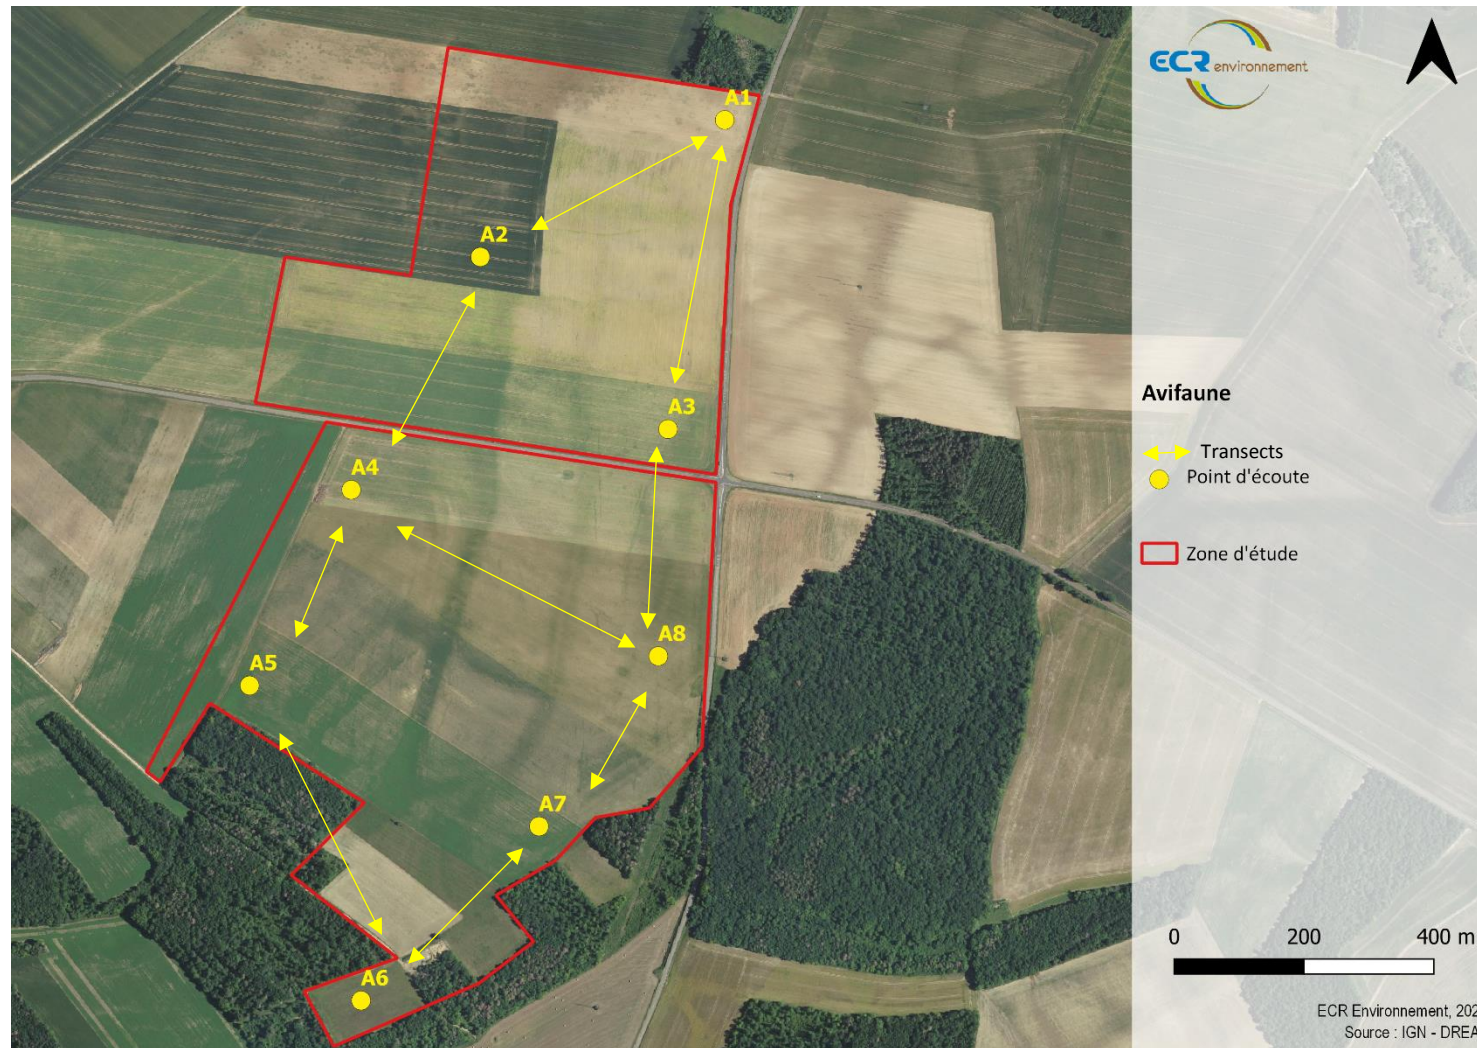 ECR environnement
A1
A2
A3
A4
A8
A5
A7
A6
Avifaune
Transects
Point d'écoute
Zone d'étude
0 200 400 m
ECR Environnement, 202
Source : IGN - DREA